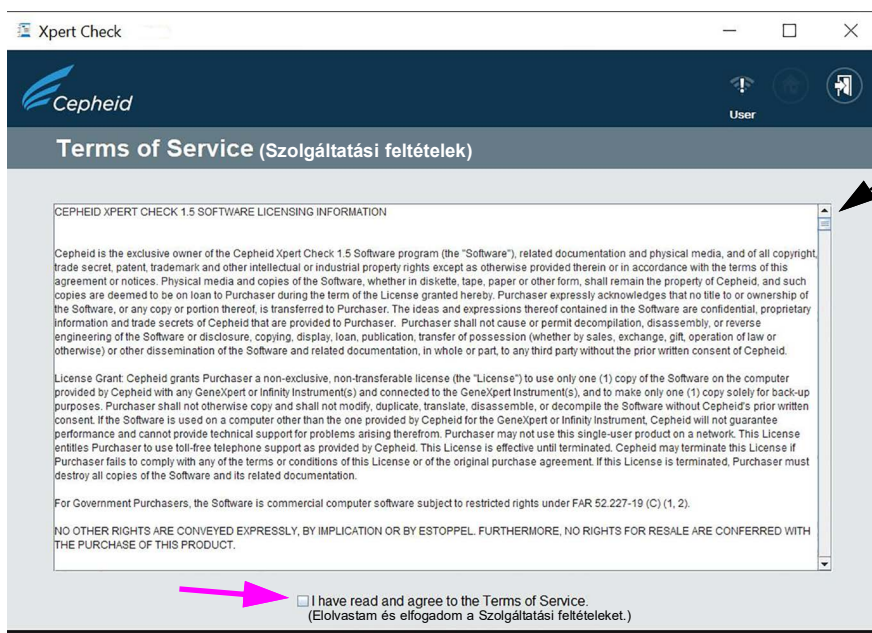 Xpert Check
Cepheid
User
Terms of Service (Szolgáltatási feltételek)
CEPHEID XPERT CHECK 1.5 SOFTWARE LICENSING INFORMATION
Cepheid is the exclusive owner of the Cepheid Xpert Check 1.5 Software program (the "Software"), related documentation and physical media, and of all copyright,
trade secret, patent, trademark and other intellectual or industrial property rights except as otherwise provided therein or in accordance with the terms of this
agreement or notices. Physical media and copies of the Software, whether in diskette, tape, paper or other form, shall remain the property of Cepheid, and such
copies are deemed to be on loan to Purchaser during the term of the License granted hereby. Purchaser expressly acknowledges that no title to or ownership of
the Software, or any copy or portion thereof, is transferred to Purchaser. The ideas and expressions thereof contained in the Software are confidential, proprietary
information and trade secrets of Cepheid that are provided to Purchaser. Purchaser shall not cause or permit decompilation, disassembly, or reverse
engineering of the Software or disclosure, copying, display, loan, publication, transfer of possession (whether by sales, exchange, gift, operation of law or
otherwise) or other dissemination of the Software and related documentation, in whole or part, to any third party without the prior written consent of Cepheid.
License Grant: Cepheid grants Purchaser a non-exclusive, non-transferable license (the "License") to use only one (1) copy of the Software on the computer
provided by Cepheid with any GeneXpert or Infinity Instrument(s) and connected to the GeneXpert Instrument(s), and to make only one (1) copy solely for back-up
purposes. Purchaser shall not otherwise copy and shall not modify, duplicate, translate, disassemble, or decompile the Software without Cepheid's prior written
consent. If the Software is used on a computer other than the one provided by Cepheid for the GeneXpert or Infinity Instrument, Cepheid will not guarantee
performance and cannot provide technical support for problems arising therefrom. Purchaser may not use this single-user product on a network. This License
entitles Purchaser to use toll-free telephone support as provided by Cepheid. This License is effective until terminated. Cepheid may terminate this License if
Purchaser fails to comply with any of the terms or conditions of this License or of the original purchase agreement. If this License is terminated, Purchaser must
destroy all copies of the Software and its related documentation.
For Government Purchasers, the Software is commercial computer software subject to restricted rights under FAR 52.227-19 (C) (1, 2).
NO OTHER RIGHTS ARE CONVEYED EXPRESSLY, BY IMPLICATION OR BY ESTOPPEL. FURTHERMORE, NO RIGHTS FOR RESALE ARE CONFERRED WITH
THE PURCHASE OF THIS PRODUCT.
I have read and agree to the Terms of Service.
(Elolvastam és elfogadom a Szolgáltatási feltételeket.)